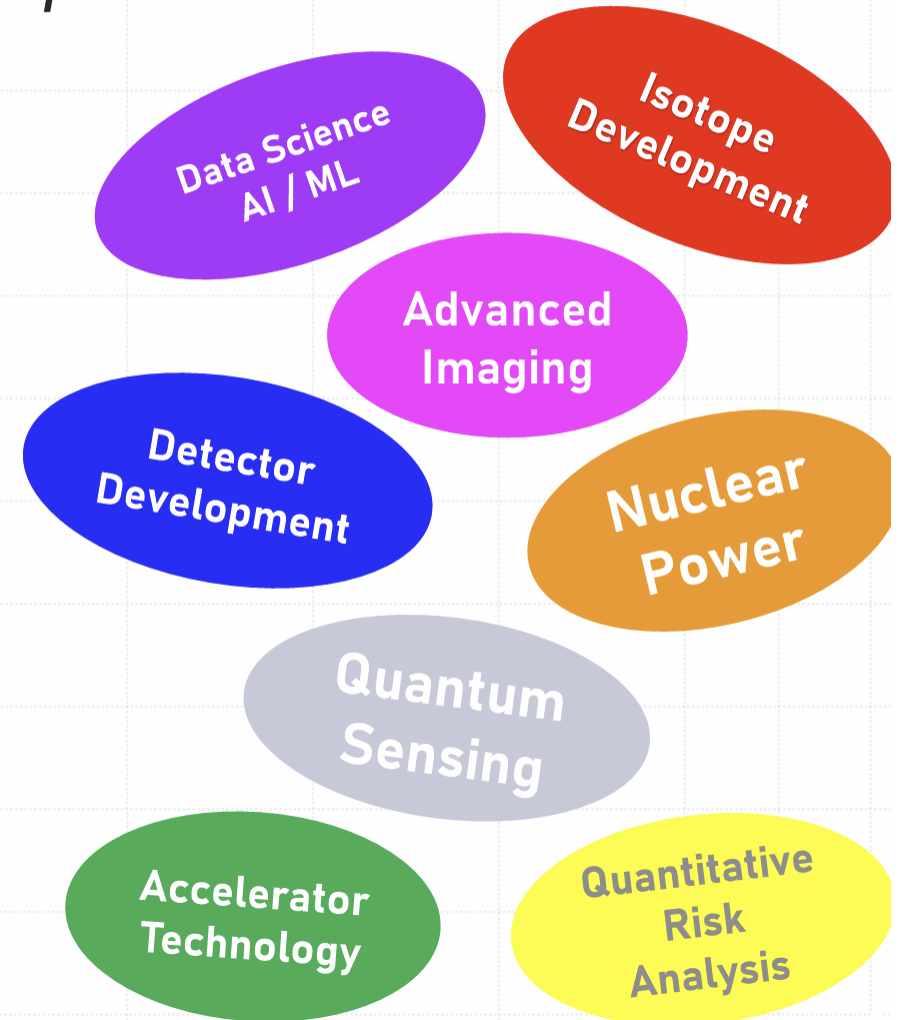 Data Science
AI / ML
Isotope
Development
Advanced
Imaging
Detector
Development
Nuclear
Power
Quantum
Sensing
Accelerator
Technology
Quantitative
Risk
Analysis